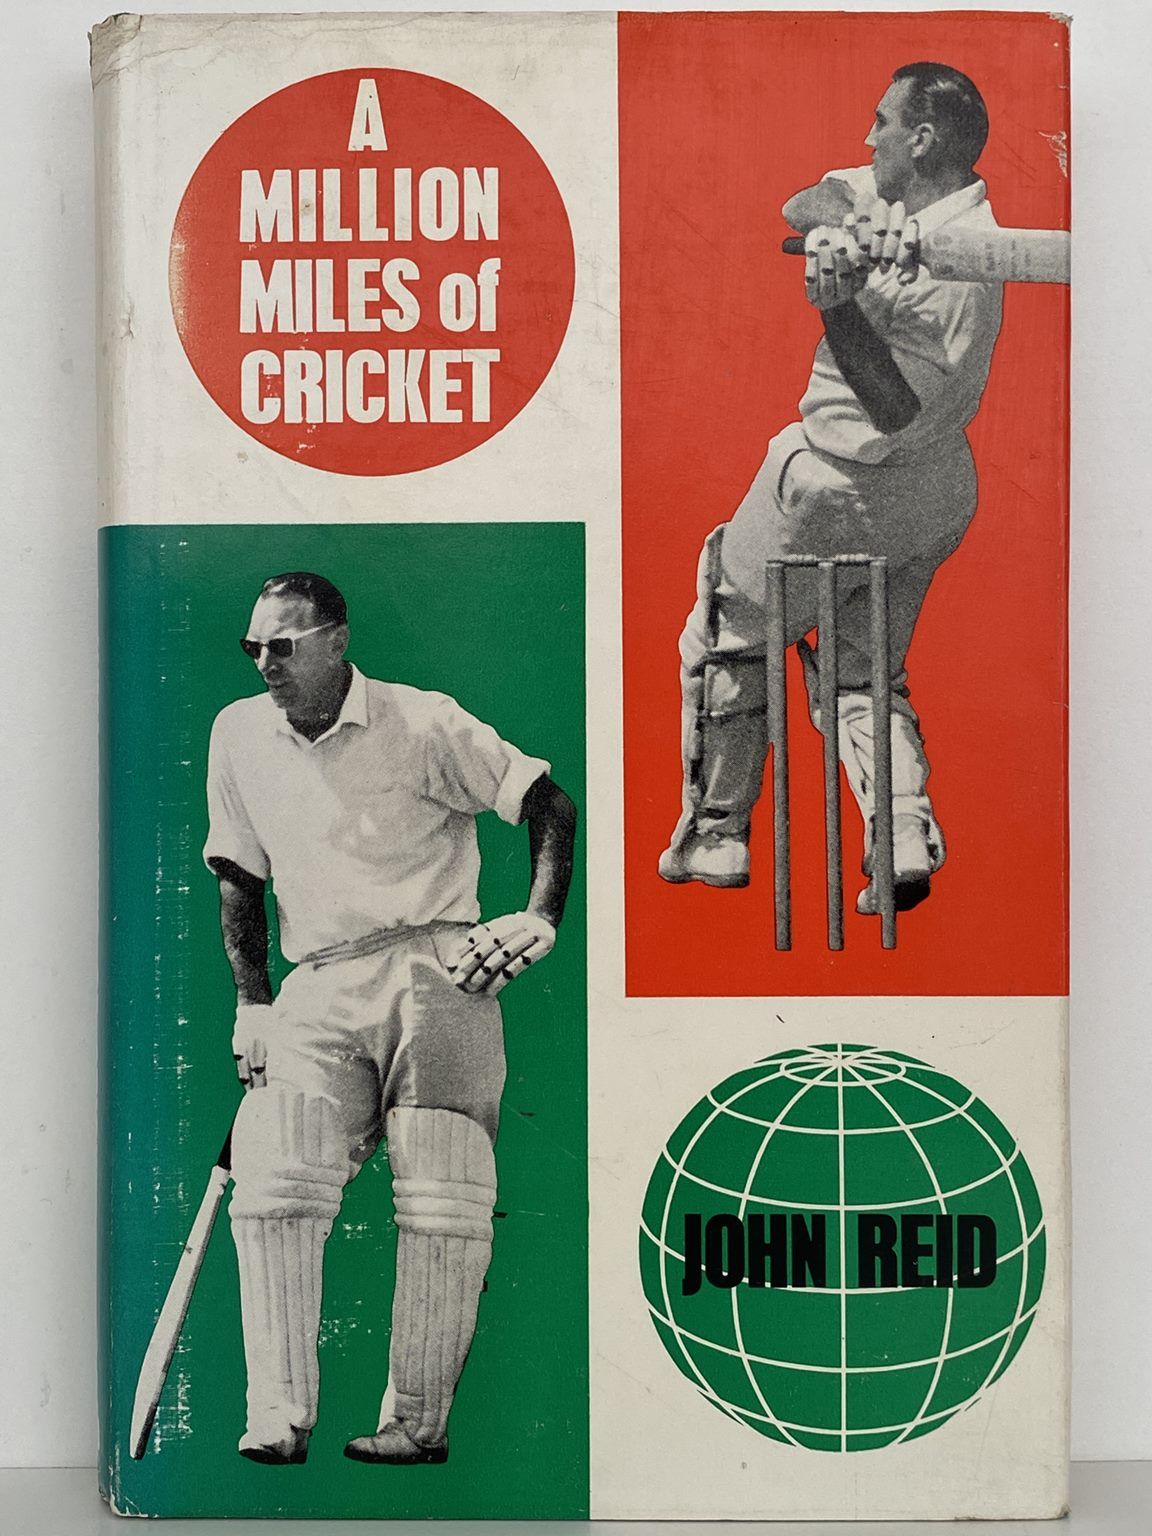 A
MILLION
MILES of
CRICKET
JOHN REID